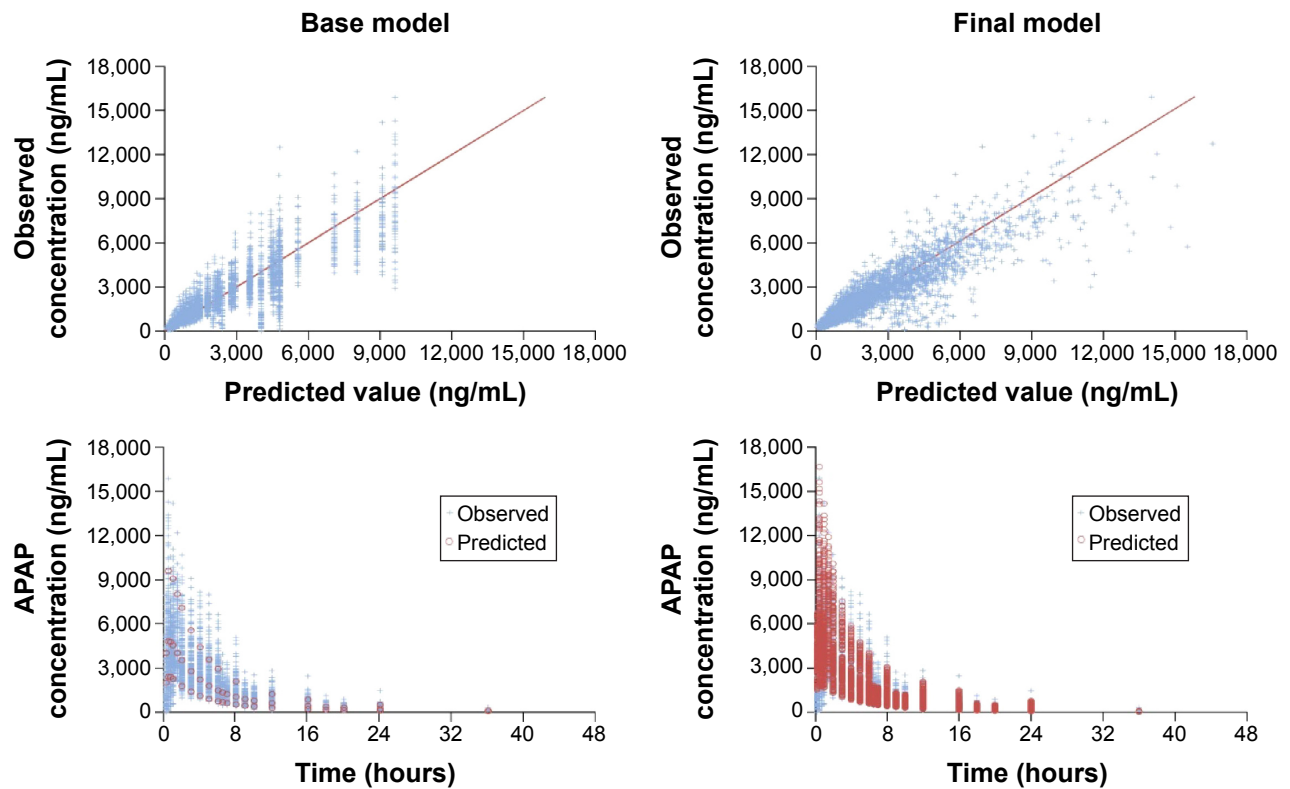 Base model
18,000
15,000
12,000
9,000
6,000
3,000
0
Observed
concentration (ng/mL)
0 3,000 6,000 9,000 12,000 15,000 18,000
Predicted value (ng/mL)
Final model
18,000
15,000
12,000
9,000
6,000
3,000
0
Observed
concentration (ng/mL)
0 3,000 6,000 9,000 12,000 15,000 18,000
Predicted value (ng/mL)
18,000
15,000
12,000
9,000
6,000
3,000
0
APAP
concentration (ng/mL)
Observed
Predicted
0 8 16 24 32 40 48
Time (hours)
18,000
15,000
12,000
9,000
6,000
3,000
0
APAP
concentration (ng/mL)
Observed
Predicted
0 8 16 24 32 40 48
Time (hours)